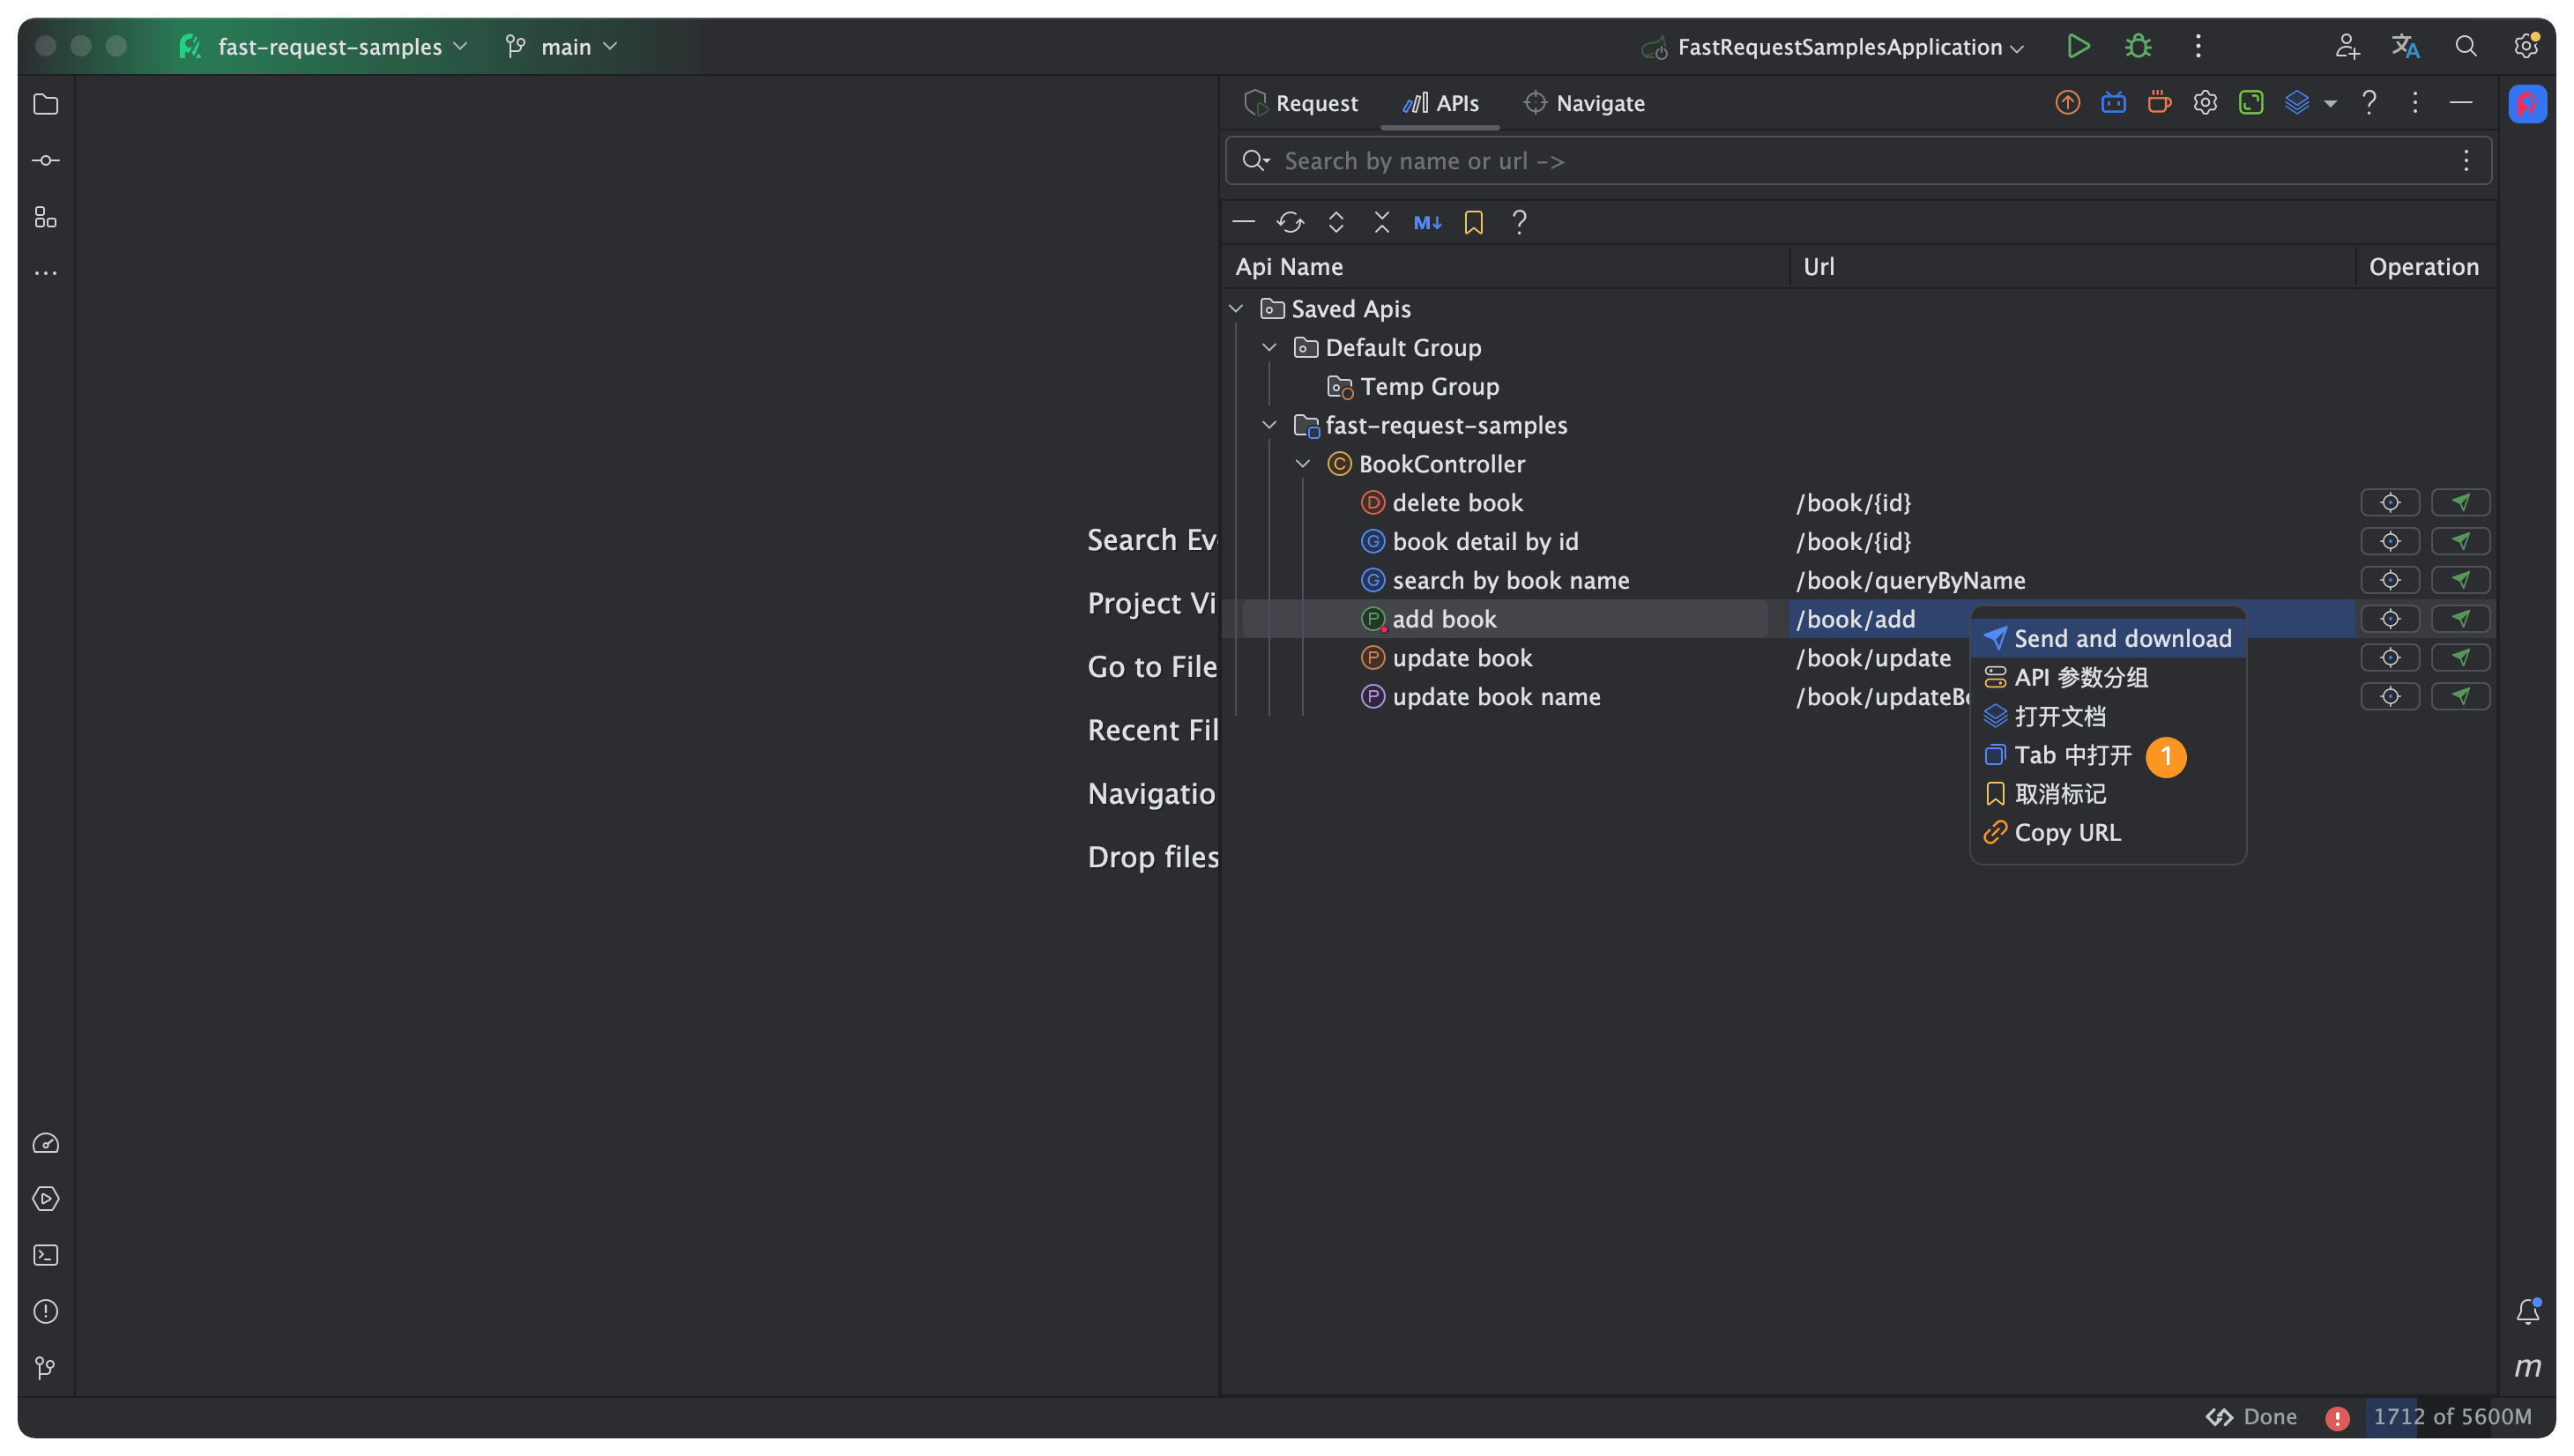 fast-request-samples
main
FastRequestSamplesApplication
Request
APIs
Navigate
Search by name or url ->
M↓
Api Name
Url
Operation
Saved Apis
Default Group
Temp Group
fast-request-samples
BookController
delete book
/book/{id}
book detail by id
/book/{id}
search by book name
/book/queryByName
add book
/book/add
update book
/book/update
update book name
/book/updateBo
Send and download
API 参数分组
打开文档
Tab 中打开
1
取消标记
Copy URL
Search Ev
Project Vi
Go to File
Recent Fil
Navigatio
Drop files
m
Done
1712 of 5600M